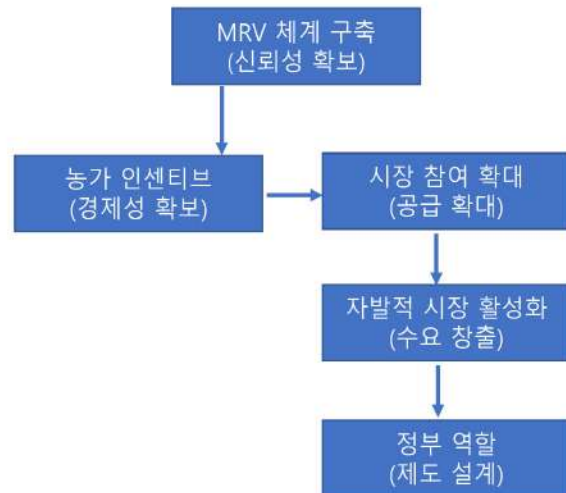 MRV 체계 구축
(신뢰성 확보)
농가 인센티브
(경제성 확보)
시장 참여 확대
(공급 확대)
자발적 시장 활성화
(수요 창출)
정부 역할
(제도 설계)